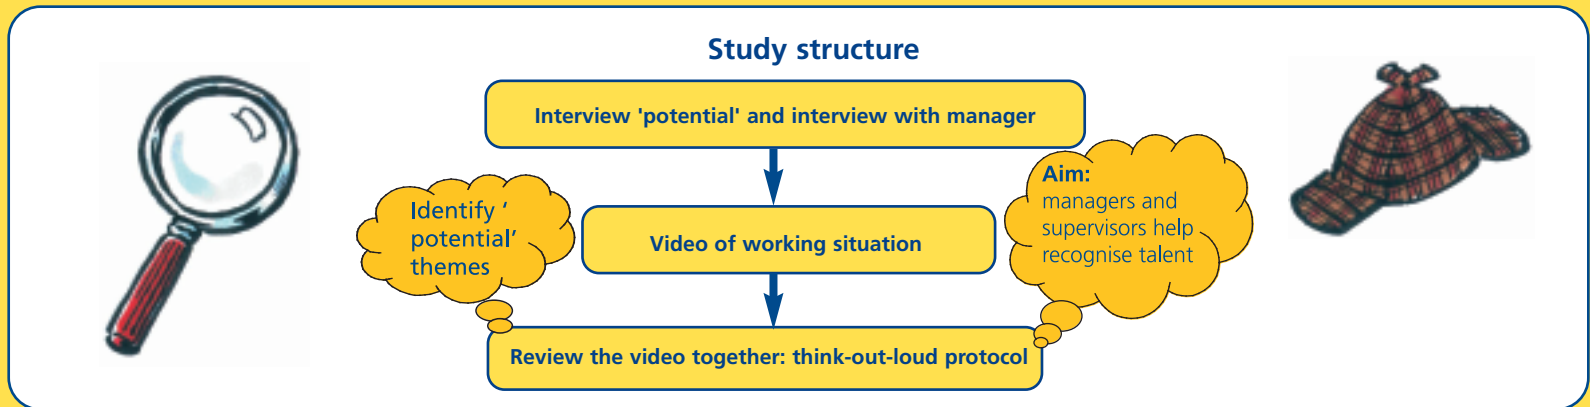 Study structure
Interview 'potential' and interview with manager
Identify '
potential'
themes
Aim:
managers and
supervisors help
recognise talent
Video of working situation
Review the video together: think-out-loud protocol